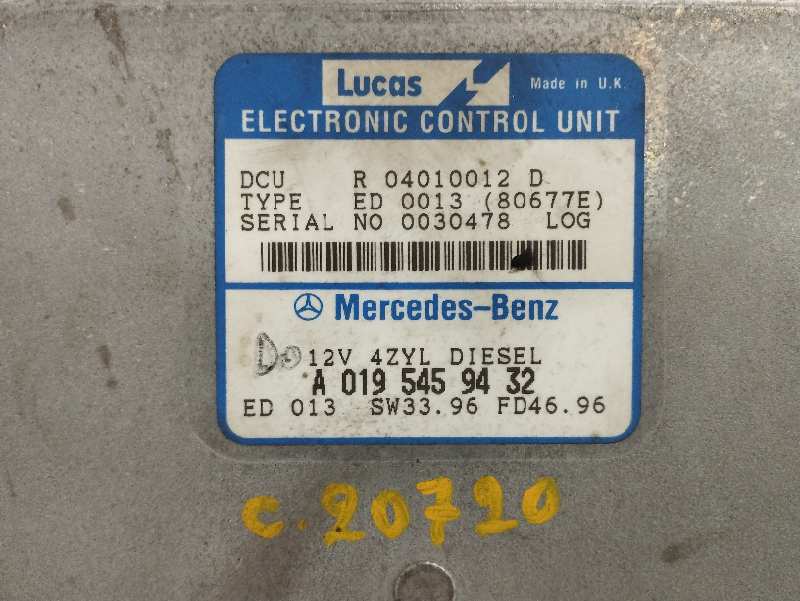 Lucas
Made in U.K.
ELECTRONIC CONTROL UNIT
DCU R 04010012 D
TYPE ED 0013 (80677E)
SERIAL NO 0030478 LOG
Mercedes-Benz
12V 4ZYL DIESEL
A 019 545 94 32
ED 013 SW33.96 FD46.96
C.20720